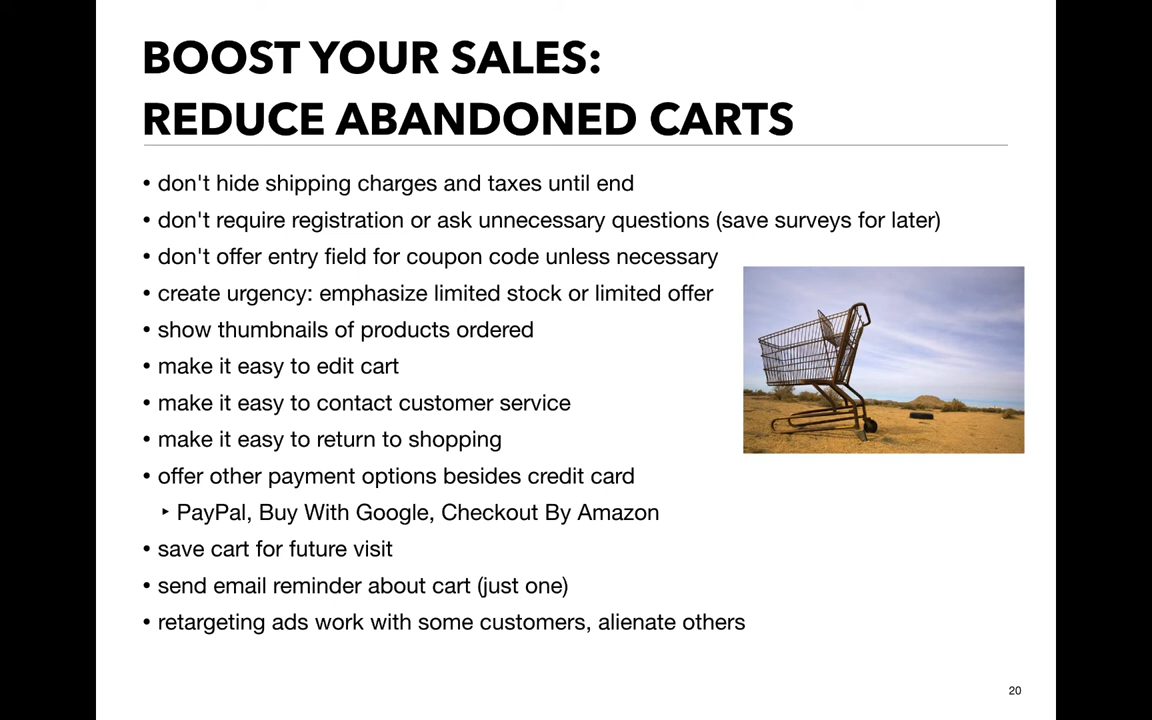 BOOST YOUR SALES:
REDUCE ABANDONED CARTS
• don't hide shipping charges and taxes until end
• don't require registration or ask unnecessary questions (save surveys for later)
• don't offer entry field for coupon code unless necessary
• create urgency: emphasize limited stock or limited offer
• show thumbnails of products ordered
• make it easy to edit cart
• make it easy to contact customer service
• make it easy to return to shopping
• offer other payment options besides credit card
‣ PayPal, Buy With Google, Checkout By Amazon
• save cart for future visit
• send email reminder about cart (just one)
• retargeting ads work with some customers, alienate others
20